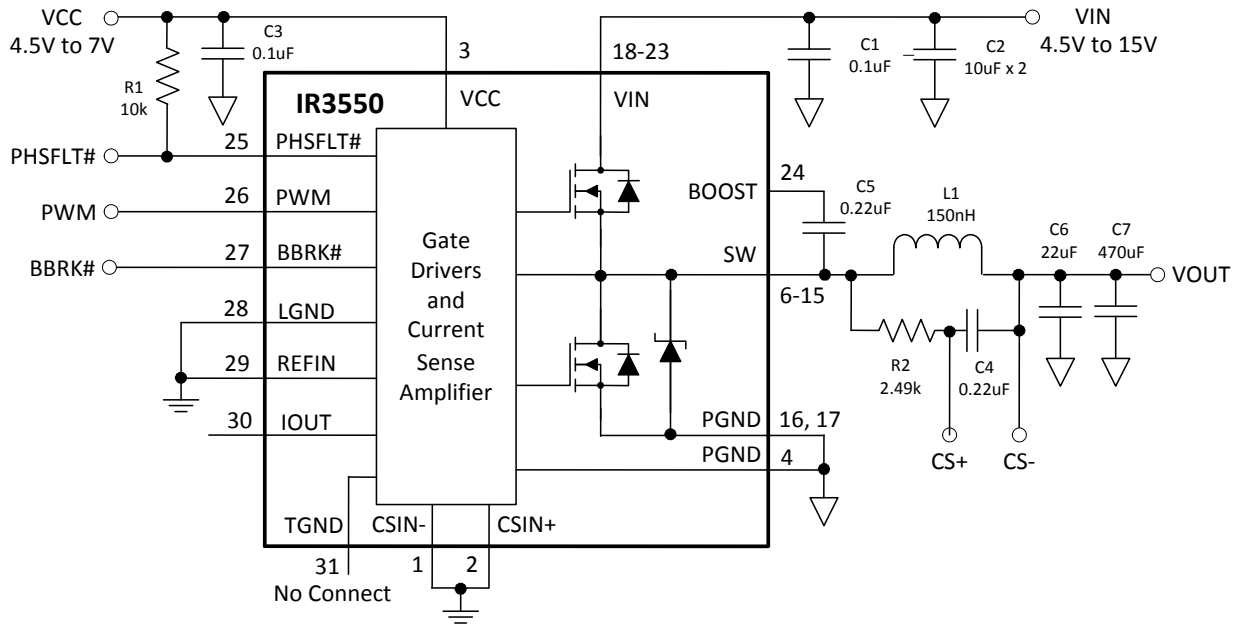 VCC
4.5V to 7V
C3
0.1uF
R1
10k
3
18-23
C1
0.1uF
C2
10uF x 2
VIN
4.5V to 15V
IR3550
VCC
VIN
PHSFLT#
25
PHSFLT#
PWM
26
PWM
BBRK#
27
BBRK#
28
LGND
29
REFIN
30
IOUT
Gate
Drivers
and
Current
Sense
Amplifier
BOOST
24
C5
0.22uF
SW
6-15
L1
150nH
C6
22uF
C7
470uF
VOUT
R2
2.49k
C4
0.22uF
CS+
CS-
PGND
16, 17
PGND
4
TGND
CSIN-
CSIN+
31
1
2
No Connect